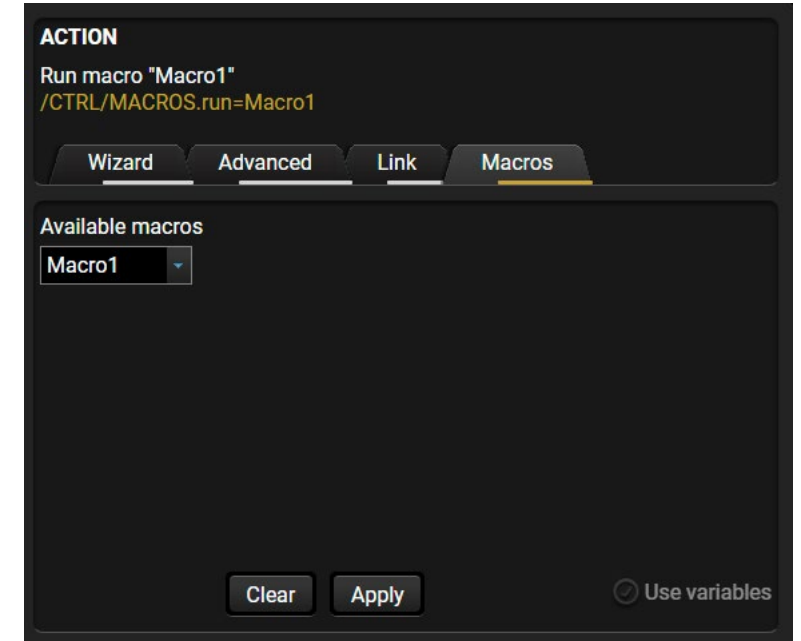 ACTION
Run macro "Macro1"
/CTRL/MACROS.run=Macro1
Wizard Advanced Link Macros
Available macros
Macro1
Clear Apply Use variables